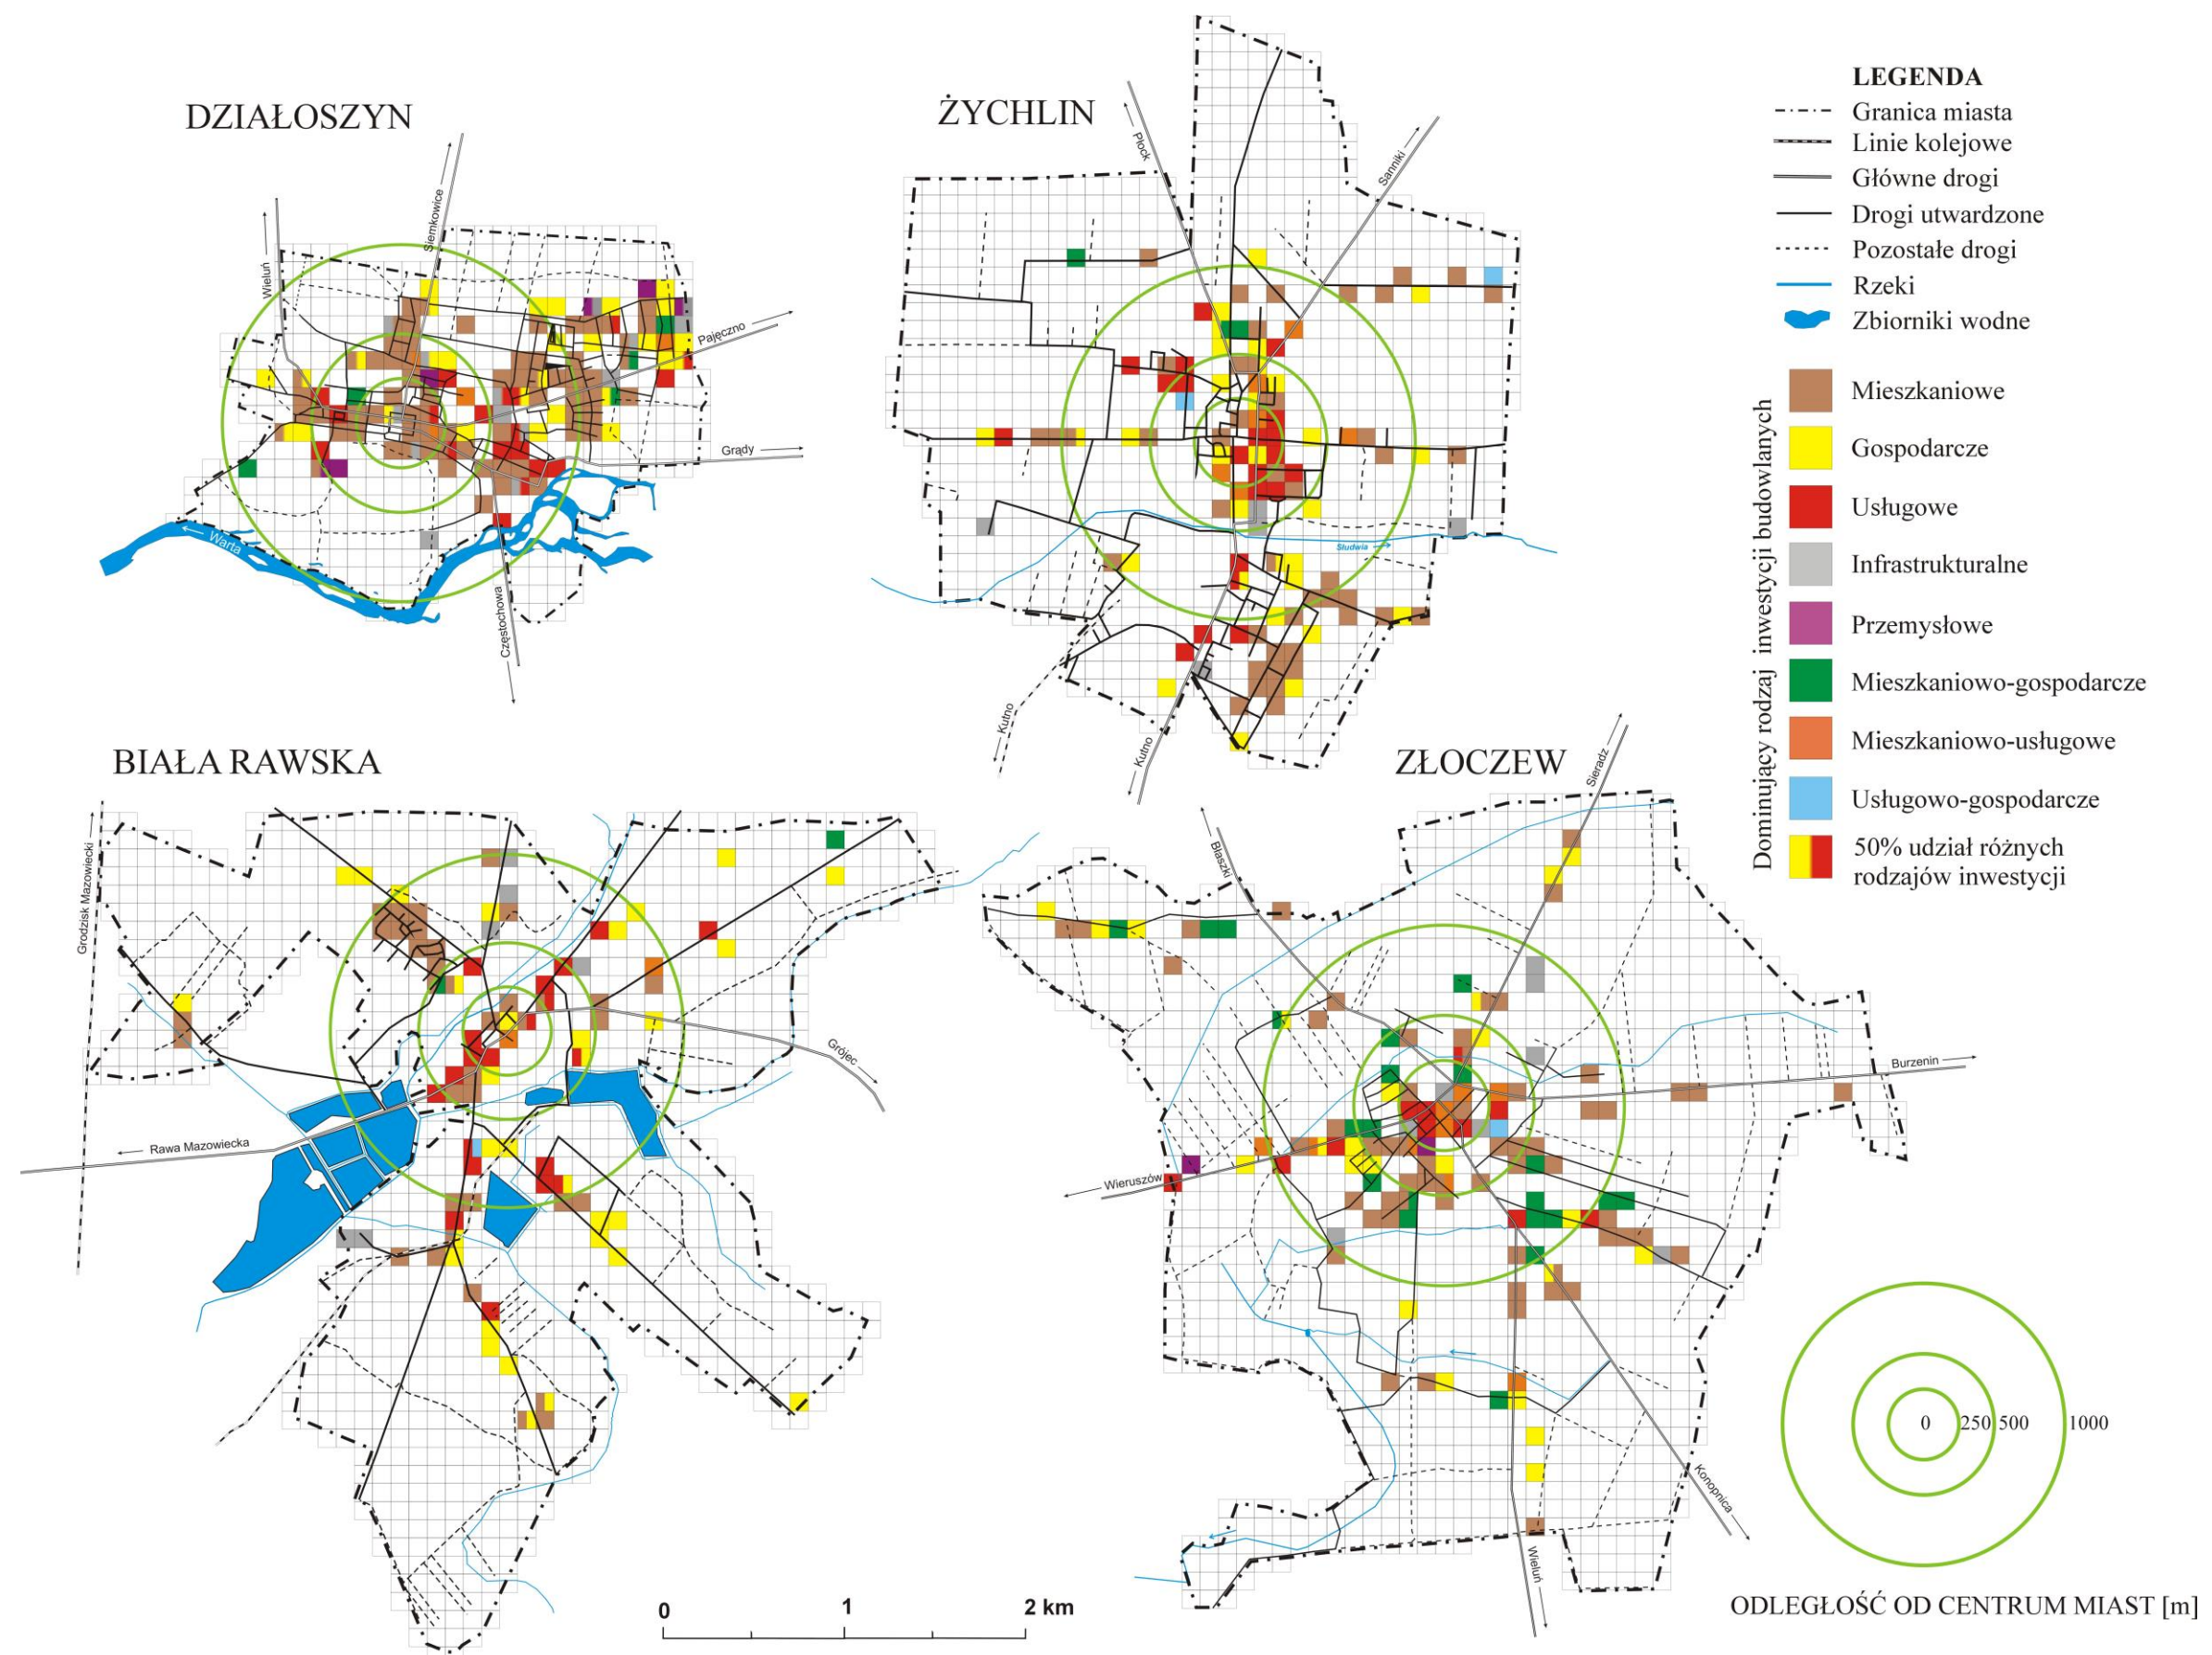 DZIAŁOSZYN
Wieluń
Siemkowice
Pajęczno
Grądy
Częstochowa
Warta
ŻYCHLIN
Płock
Sanniki
Słudwia
Kutno
Kutno
LEGENDA
Granica miasta
Linie kolejowe
Główne drogi
Drogi utwardzone
Pozostałe drogi
Rzeki
Zbiorniki wodne
Dominujący rodzaj inwestycji budowlanych
Mieszkaniowe
Gospodarcze
Usługowe
Infrastrukturalne
Przemysłowe
Mieszkaniowo-gospodarcze
Mieszkaniowo-usługowe
Usługowo-gospodarcze
50% udział różnych
rodzajów inwestycji
BIAŁA RAWSKA
Grodzisk Mazowiecki
Rawa Mazowiecka
Grójec
ZŁOCZEW
Sieradz
Błaszki
Burzenin
Wieruszów
Konopnica
Wieluń
0 1 2 km
0 250 500 1000
ODLEGŁOŚĆ OD CENTRUM MIAST [m]